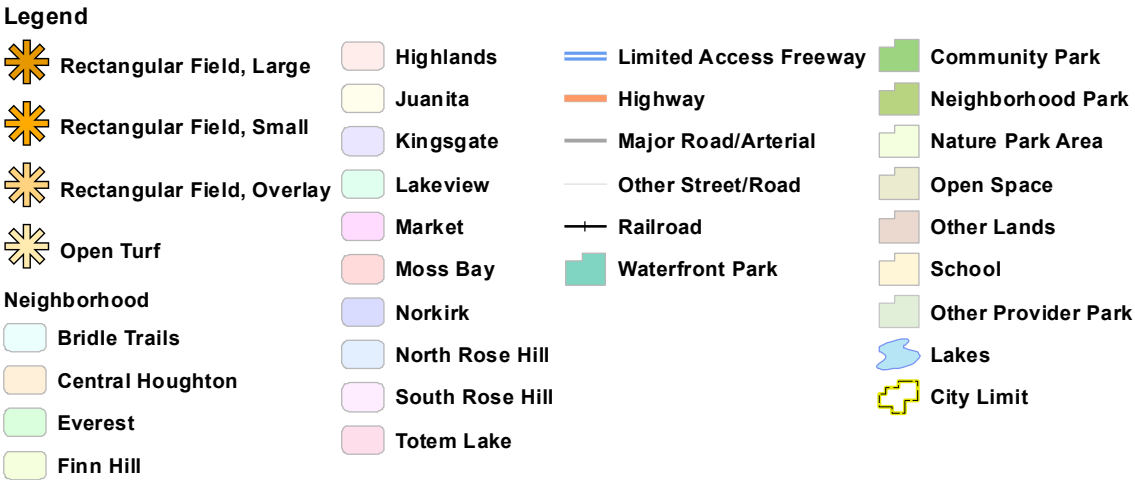 Legend
Rectangular Field, Large
Rectangular Field, Small
Rectangular Field, Overlay
Open Turf
Neighborhood
Bridle Trails
Central Houghton
Everest
Finn Hill
Highlands
Juanita
Kingsgate
Lakeview
Market
Moss Bay
Norkirk
North Rose Hill
South Rose Hill
Totem Lake
Limited Access Freeway
Highway
Major Road/Arterial
Other Street/Road
Railroad
Waterfront Park
Community Park
Neighborhood Park
Nature Park Area
Open Space
Other Lands
School
Other Provider Park
Lakes
City Limit